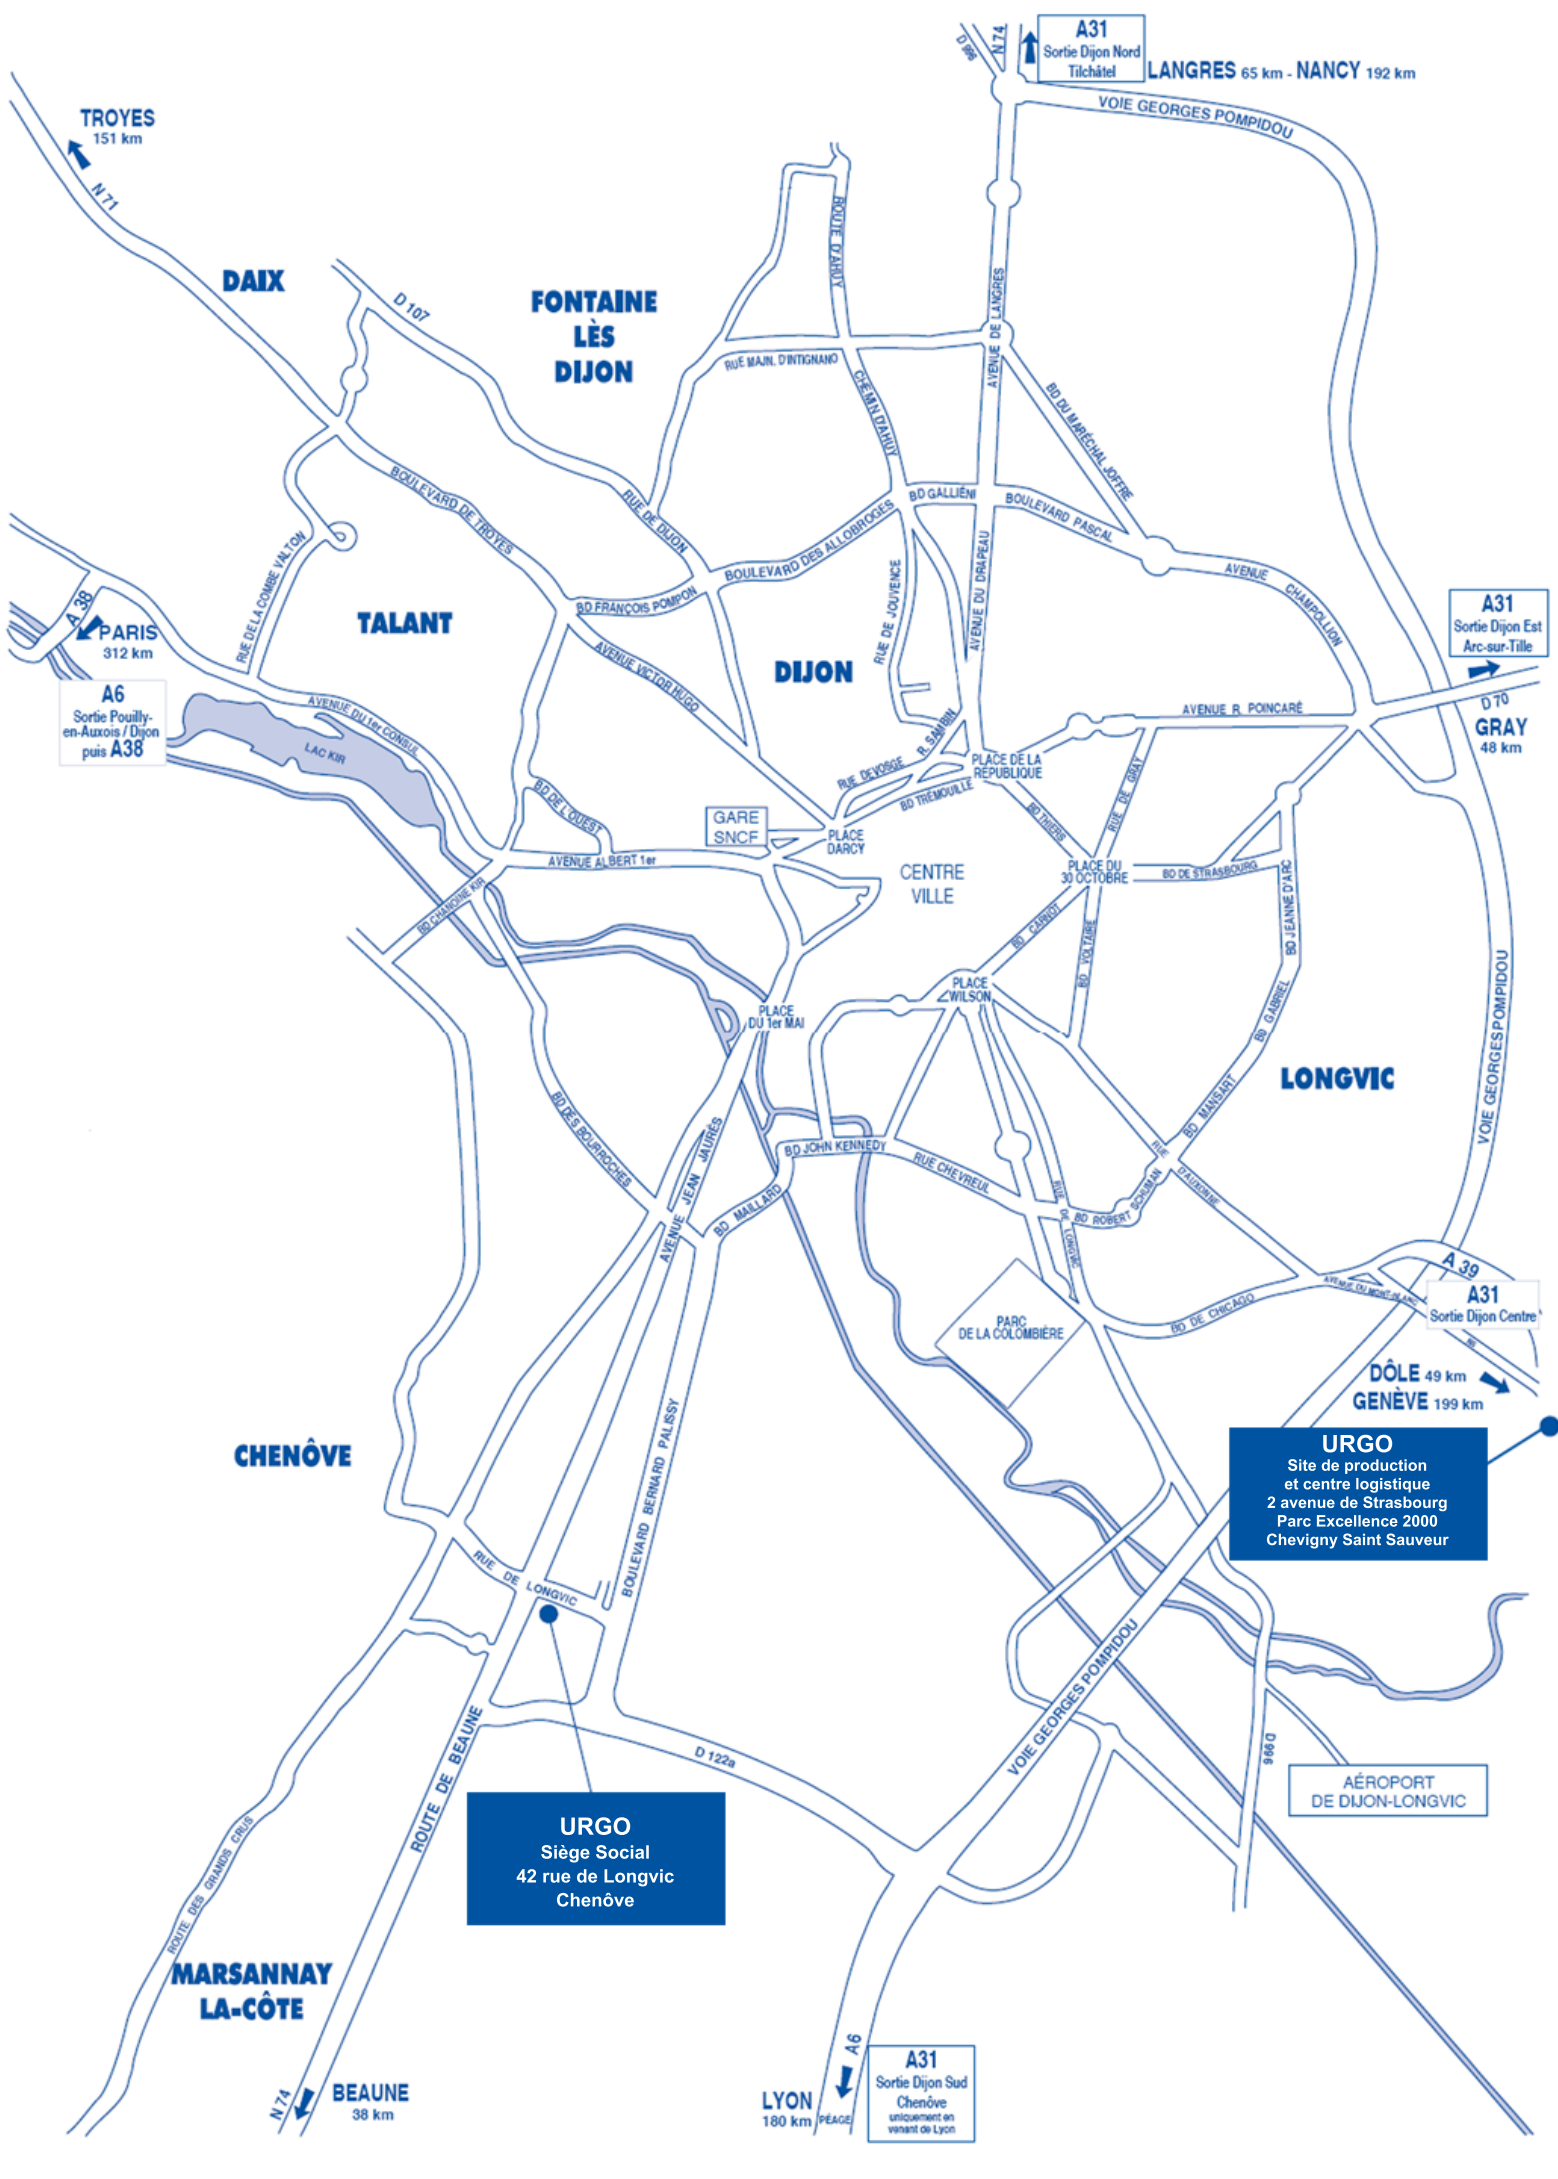 D 996
N 74
A31
Sortie Dijon Nord
Tilchâtel
LANGRES 65 km - NANCY 192 km
VOIE GEORGES POMPIDOU
TROYES
151 km
N 71
DAIX
D 107
FONTAINE
LÈS
DIJON
ROUTE D'AHUY
RUE MAJN. D'INTIGNANO
CHEMIN D'AHUY
AVENUE DE LANGRES
BD DU MARÉCHAL JOFFRE
BOULEVARD DE TROYES
RUE DE DIJON
BD GALLIÉNI
BOULEVARD PASCAL
BOULEVARD DES ALLOBROGES
AVENUE CHAMPOLLION
RUE DE LA COMBE VALTON
TALANT
BD FRANÇOIS POMPON
RUE DE JOUVENCE
AVENUE DU DRAPEAU
A 38
PARIS
312 km
A6
Sortie Pouilly-
en-Auxois / Dijon
puis A38
AVENUE DU 1er CONSUL
LAC KIR
AVENUE VICTOR HUGO
DIJON
A31
Sortie Dijon Est
Arc-sur-Tille
D 70
GRAY
48 km
AVENUE R. POINCARÉ
R. SAMBIN
RUE DEVOSGE
BD TRÉMOUILLE
PLACE DE LA
RÉPUBLIQUE
BD DE L'OUEST
GARE
SNCF
PLACE
DARCY
BD THIERS
RUE DE GRAY
AVENUE ALBERT 1er
CENTRE
VILLE
PLACE DU
30 OCTOBRE
BD DE STRASBOURG
BD JEANNE D'ARC
BD CHANOINE KIR
BD CARNOT
BD VOLTAIRE
PLACE
WILSON
PLACE
DU 1er MAI
BD GABRIEL
LONGVIC
VOIE GEORGES POMPIDOU
BD MANSART
BD DES BOURROCHES
AVENUE JEAN JAURÈS
BD JOHN KENNEDY
BD MAILLARD
RUE CHEVREUL
RUE DE LONGVIC
BD ROBERT SCHUMAN
RUE D'AUXONNE
A 39
AVENUE DU MONT-BLANC
A31
Sortie Dijon Centre
BD DE CHICAGO
PARC
DE LA COLOMBIÈRE
DÔLE 49 km
GENÈVE 199 km
URGO
Site de production
et centre logistique
2 avenue de Strasbourg
Parc Excellence 2000
Chevigny Saint Sauveur
CHENÔVE
BOULEVARD BERNARD PALISSY
RUE DE LONGVIC
VOIE GEORGES POMPIDOU
D 996
AÉROPORT
DE DIJON-LONGVIC
D 122a
ROUTE DE BEAUNE
URGO
Siège Social
42 rue de Longvic
Chenôve
ROUTE DES GRANDS CRUS
MARSANNAY
LA-CÔTE
N 74
BEAUNE
38 km
A6
LYON
180 km
PÉAGE
A31
Sortie Dijon Sud
Chenôve
uniquement en
venant de Lyon